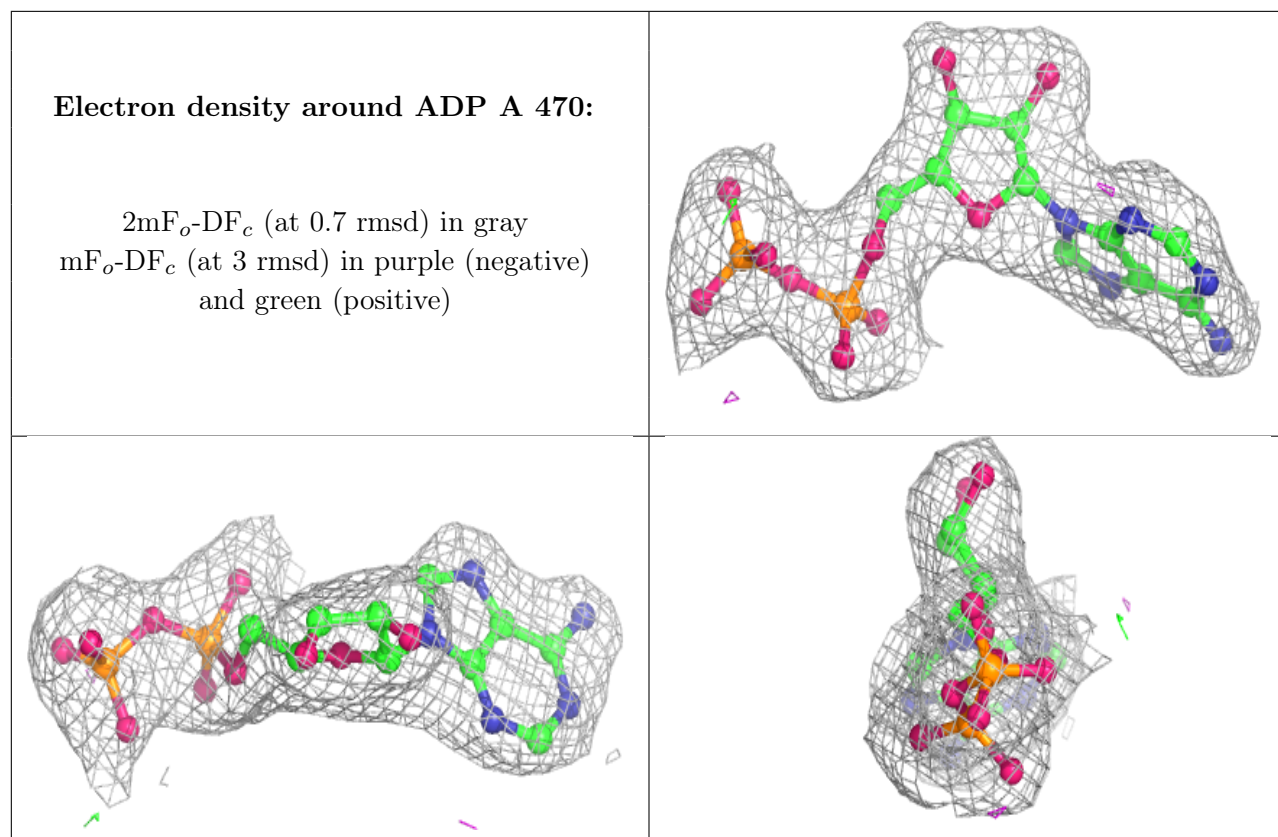 Electron density around ADP A 470:
2mFₒ-DF𝒸 (at 0.7 rmsd) in gray
mFₒ-DF𝒸 (at 3 rmsd) in purple (negative)
and green (positive)